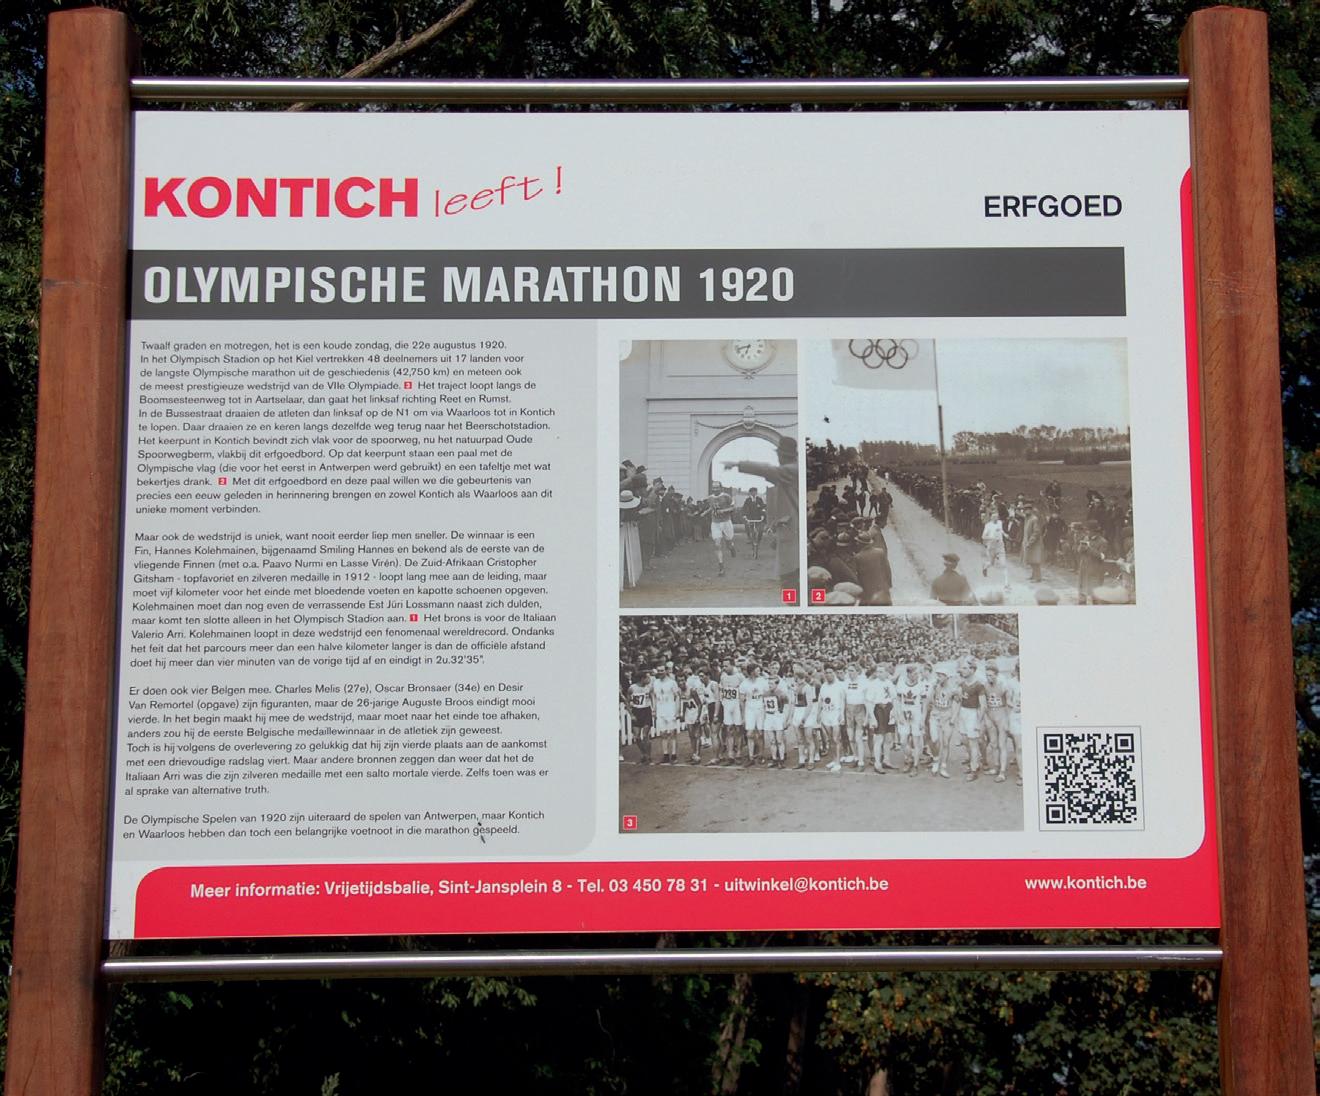 KONTICH leeft!
ERFGOED
OLYMPISCHE MARATHON 1920
Twaalf graden en motregen, het is een koude zondag, die 22e augustus 1920.
In het Olympisch Stadion op het Kiel vertrekken 48 deelnemers uit 17 landen voor
de langste Olympische marathon uit de geschiedenis (42,750 km) en meteen ook
de meest prestigieuze wedstrijd van de VIIe Olympiade. 3 Het traject loopt langs de
Boomsesteenweg tot in Aartselaar, dan gaat het linksaf richting Reet en Rumst.
In de Bussestraat draaien de atleten dan linksaf op de N1 om via Waarloos tot in Kontich
te lopen. Daar draaien ze en keren langs dezelfde weg terug naar het Beerschotstadion.
Het keerpunt in Kontich bevindt zich vlak voor de spoorweg, nu het natuurpad Oude
Spoorwegberm, vlakbij dit erfgoedbord. Op dat keerpunt staan een paal met de
Olympische vlag (die voor het eerst in Antwerpen werd gebruikt) en een tafeltje met wat
bekertjes drank. 2 Met dit erfgoedbord en deze paal willen we die gebeurtenis van
precies een eeuw geleden in herinnering brengen en zowel Kontich als Waarloos aan dit
unieke moment verbinden.
Maar ook de wedstrijd is uniek, want nooit eerder liep men sneller. De winnaar is een
Fin, Hannes Kolehmainen, bijgenaamd Smiling Hannes en bekend als de eerste van de
vliegende Finnen (met o.a. Paavo Nurmi en Lasse Virén). De Zuid-Afrikaan Cristopher
Gitsham - topfavoriet en zilveren medaille in 1912 - loopt lang mee aan de leiding, maar
moet vijf kilometer voor het einde met bloedende voeten en kapotte schoenen opgeven.
Kolehmainen moet dan nog even de verrassende Est Jüri Lossmann naast zich dulden,
maar komt ten slotte alleen in het Olympisch Stadion aan. 1 Het brons is voor de Italiaan
Valerio Arri. Kolehmainen loopt in deze wedstrijd een fenomenaal wereldrecord. Ondanks
het feit dat het parcours meer dan een halve kilometer langer is dan de officiële afstand
doet hij meer dan vier minuten van de vorige tijd af en eindigt in 2u.32'35".
Er doen ook vier Belgen mee. Charles Melis (27e), Oscar Bronsaer (34e) en Desir
Van Remortel (opgave) zijn figuranten, maar de 26-jarige Auguste Broos eindigt mooi
vierde. In het begin maakt hij mee de wedstrijd, maar moet naar het einde toe afhaken,
anders zou hij de eerste Belgische medaillewinnaar in de atletiek zijn geweest.
Toch is hij volgens de overlevering zo gelukkig dat hij zijn vierde plaats aan de aankomst
met een drievoudige radslag viert. Maar andere bronnen zeggen dan weer dat het de
Italiaan Arri was die zijn zilveren medaille met een salto mortale vierde. Zelfs toen was er
al sprake van alternative truth.
De Olympische Spelen van 1920 zijn uiteraard de spelen van Antwerpen, maar Kontich
en Waarloos hebben dan toch een belangrijke voetnoot in die marathon gespeeld.
1
2
3
Meer informatie: Vrijetijdsbalie, Sint-Jansplein 8 - Tel. 03 450 78 31 - uitwinkel@kontich.be
www.kontich.be